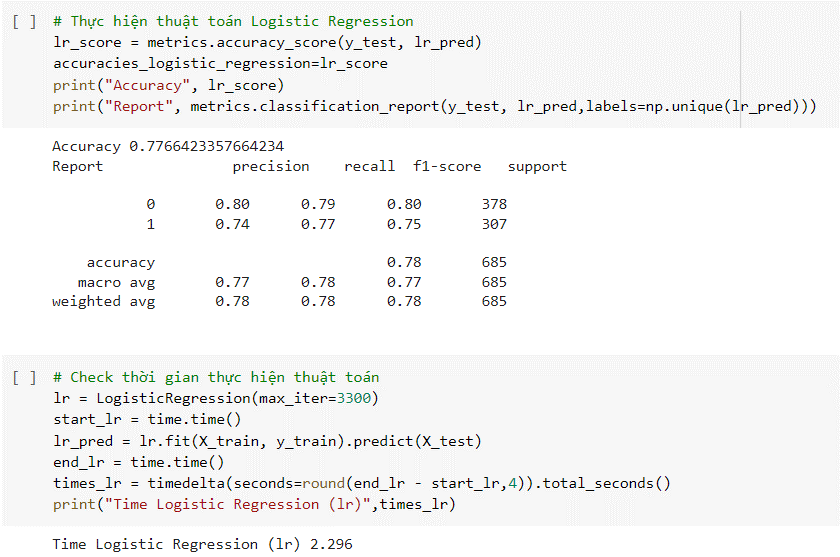 [ ] # Thực hiện thuật toán Logistic Regression
lr_score = metrics.accuracy_score(y_test, lr_pred)
accuracies_logistic_regression=lr_score
print("Accuracy", lr_score)
print("Report", metrics.classification_report(y_test, lr_pred,labels=np.unique(lr_pred)))
Accuracy 0.7766423357664234
Report precision recall f1-score support
0 0.80 0.79 0.80 378
1 0.74 0.77 0.75 307
accuracy 0.78 685
macro avg 0.77 0.78 0.77 685
weighted avg 0.78 0.78 0.78 685
[ ] # Check thời gian thực hiện thuật toán
lr = LogisticRegression(max_iter=3300)
start_lr = time.time()
lr_pred = lr.fit(X_train, y_train).predict(X_test)
end_lr = time.time()
times_lr = timedelta(seconds=round(end_lr - start_lr,4)).total_seconds()
print("Time Logistic Regression (lr)",times_lr)
Time Logistic Regression (lr) 2.296